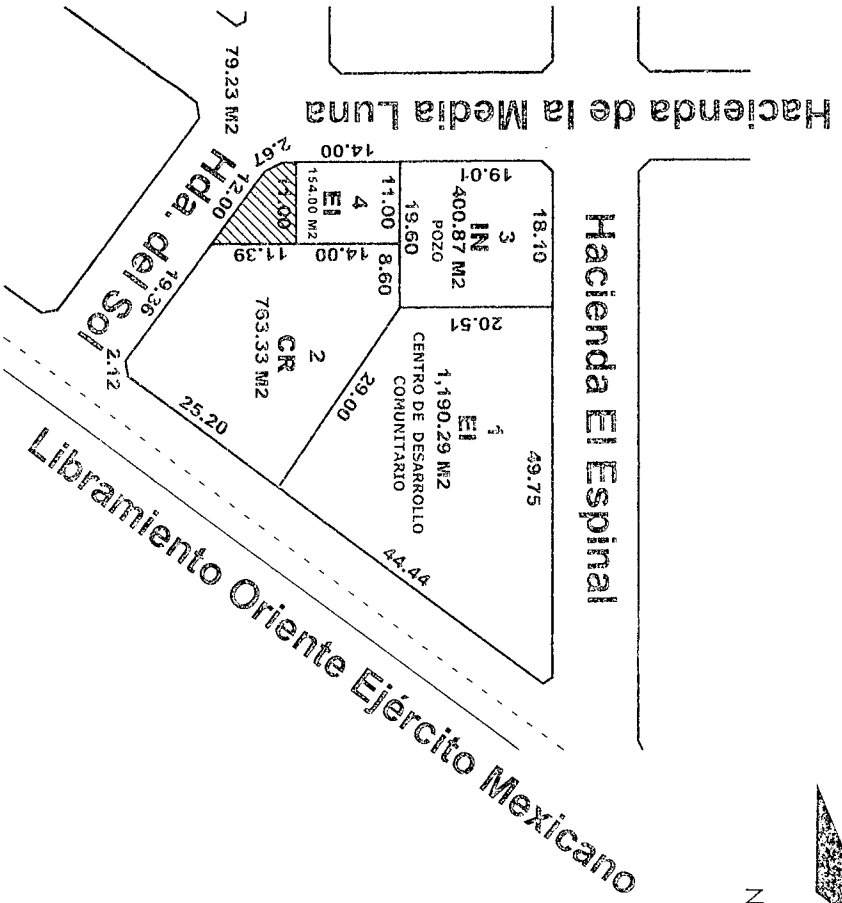 79.23 M2
Hacienda de la Media Luna
2.67
14.00
12.00
11.00
4
EI
154.00 M2
11.00
19.60
19.01
3
IN
400.87 M2
POZO
18.10
Hda. del Sol
11.39
14.00
8.60
19.36
2.12
2
CR
763.33 M2
20.51
29.00
25.20
EI
1,190.29 M2
CENTRO DE DESARROLLO
COMUNITARIO
49.75
44.44
Hacienda El Espinal
Libramiento Oriente Ejército Mexicano
N